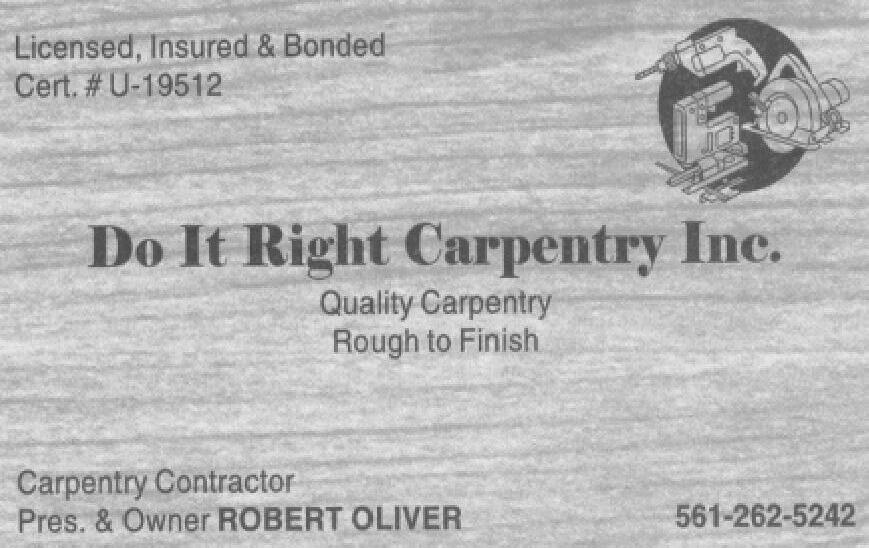 Licensed, Insured & Bonded
Cert. # U-19512
Do It Right Carpentry Inc.
Quality Carpentry
Rough to Finish
Carpentry Contractor
Pres. & Owner ROBERT OLIVER
561-262-5242